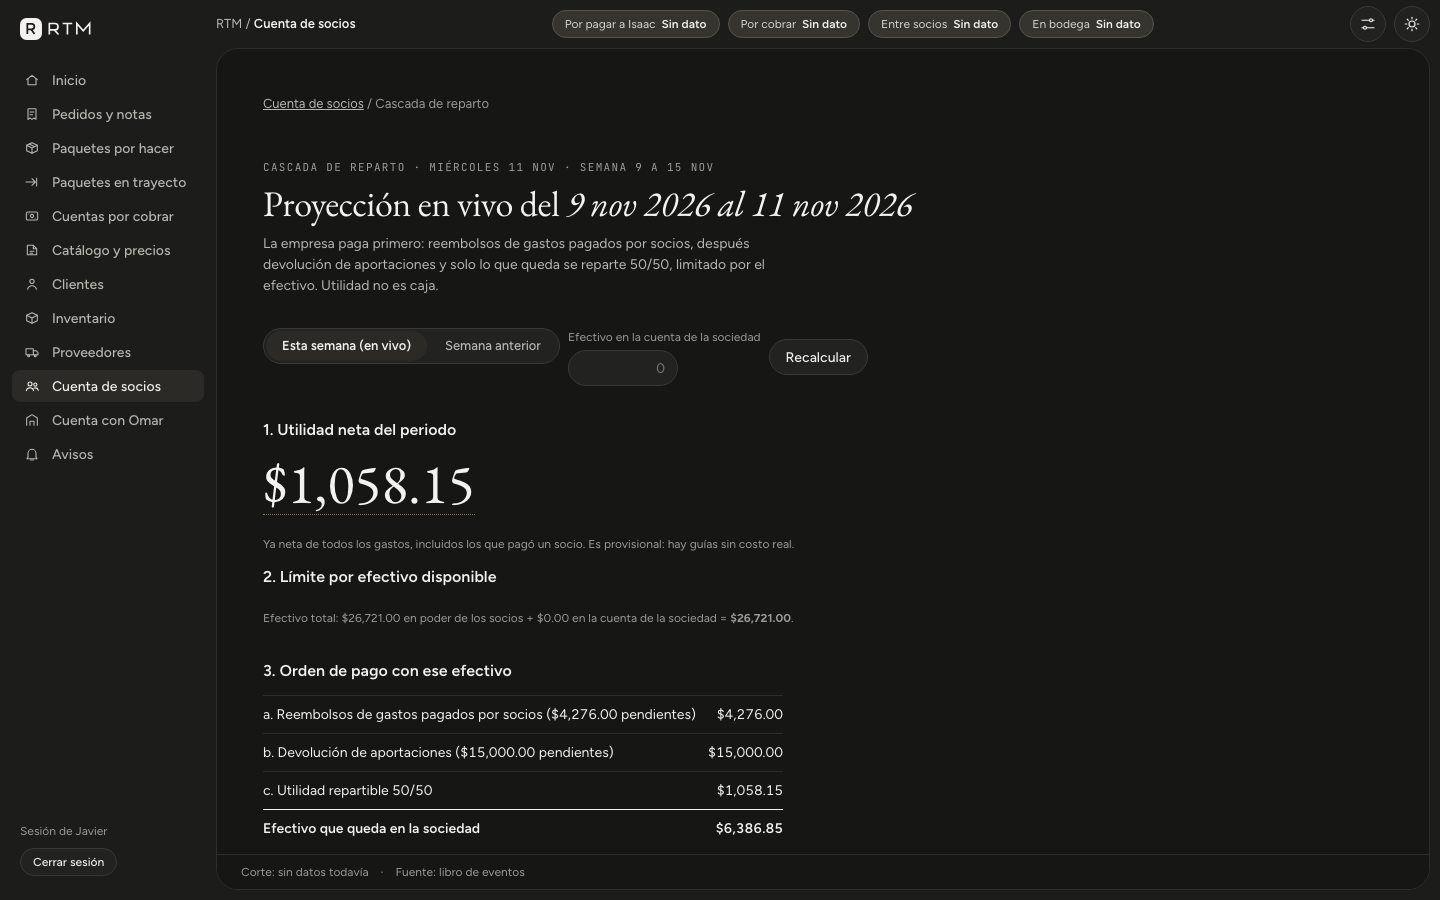 R RTM
RTM / Cuenta de socios
Por pagar a Isaac Sin dato
Por cobrar Sin dato
Entre socios Sin dato
En bodega Sin dato
Inicio
Pedidos y notas
Paquetes por hacer
Paquetes en trayecto
Cuentas por cobrar
Catálogo y precios
Clientes
Inventario
Proveedores
Cuenta de socios
Cuenta con Omar
Avisos
Sesión de Javier
Cerrar sesión
Cuenta de socios / Cascada de reparto
CASCADA DE REPARTO · MIÉRCOLES 11 NOV · SEMANA 9 A 15 NOV
Proyección en vivo del 9 nov 2026 al 11 nov 2026
La empresa paga primero: reembolsos de gastos pagados por socios, después
devolución de aportaciones y solo lo que queda se reparte 50/50, limitado por el
efectivo. Utilidad no es caja.
Esta semana (en vivo)
Semana anterior
Efectivo en la cuenta de la sociedad
0
Recalcular
1. Utilidad neta del periodo
$1,058.15
Ya neta de todos los gastos, incluidos los que pagó un socio. Es provisional: hay guías sin costo real.
2. Límite por efectivo disponible
Efectivo total: $26,721.00 en poder de los socios + $0.00 en la cuenta de la sociedad = $26,721.00.
3. Orden de pago con ese efectivo
a. Reembolsos de gastos pagados por socios ($4,276.00 pendientes) $4,276.00
b. Devolución de aportaciones ($15,000.00 pendientes) $15,000.00
c. Utilidad repartible 50/50 $1,058.15
Efectivo que queda en la sociedad $6,386.85
Corte: sin datos todavía · Fuente: libro de eventos